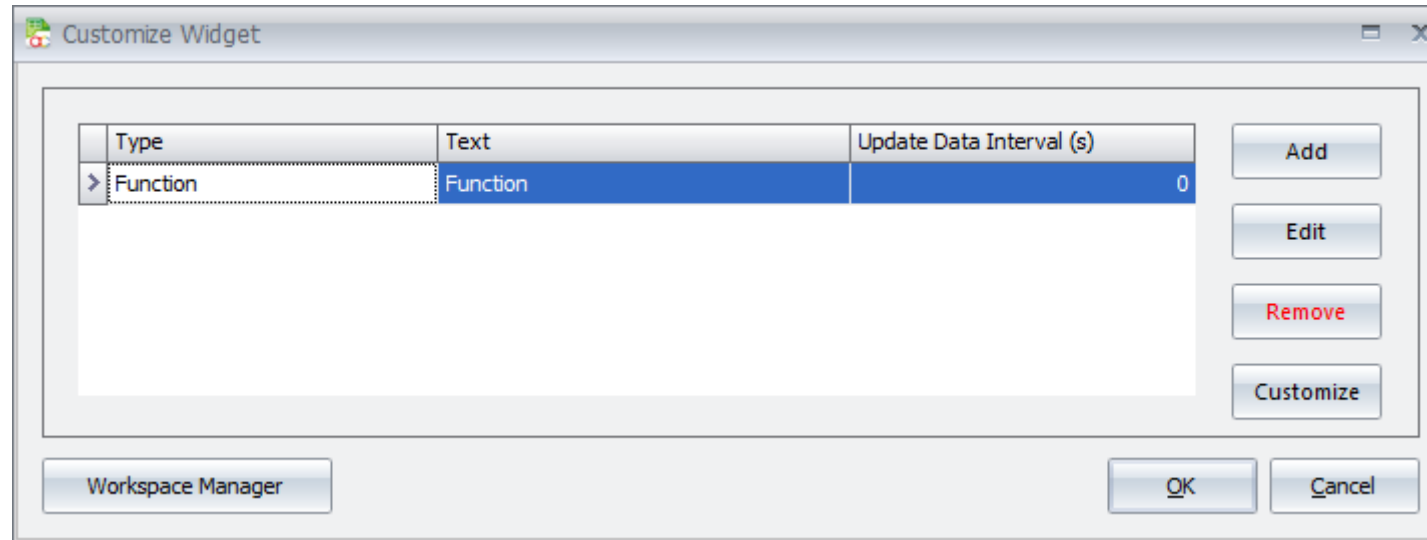 Customize Widget
Type Text Update Data Interval (s)
Function Function 0
Add
Edit
Remove
Customize
Workspace Manager OK Cancel